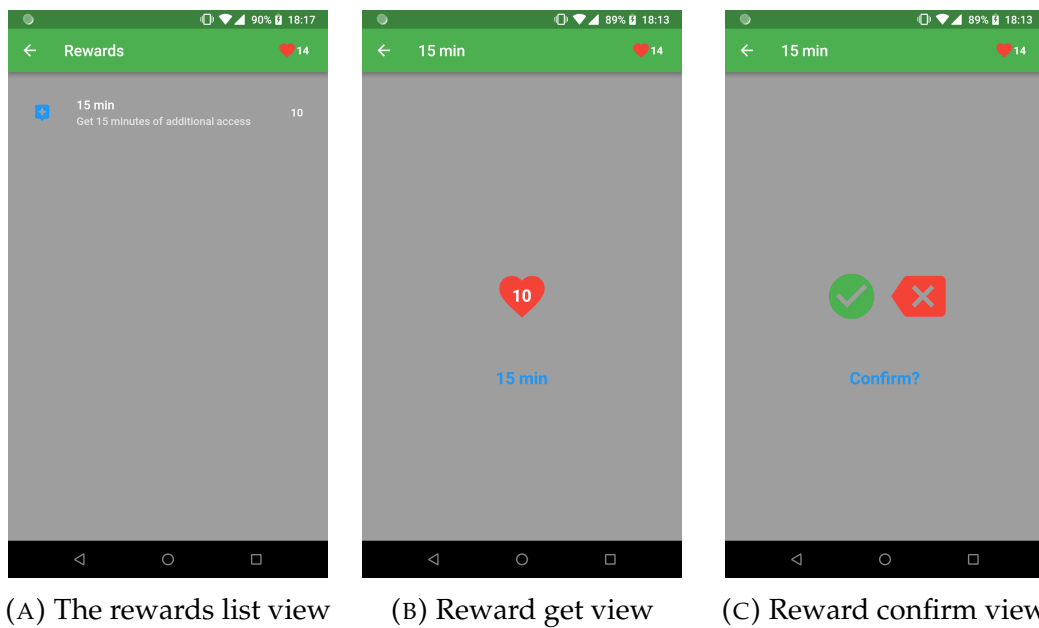 90% 18:17
Rewards 14
15 min
Get 15 minutes of additional access
10
(A) The rewards list view
89% 18:13
15 min 14
10
15 min
(B) Reward get view
89% 18:13
15 min 14
Confirm?
(C) Reward confirm view